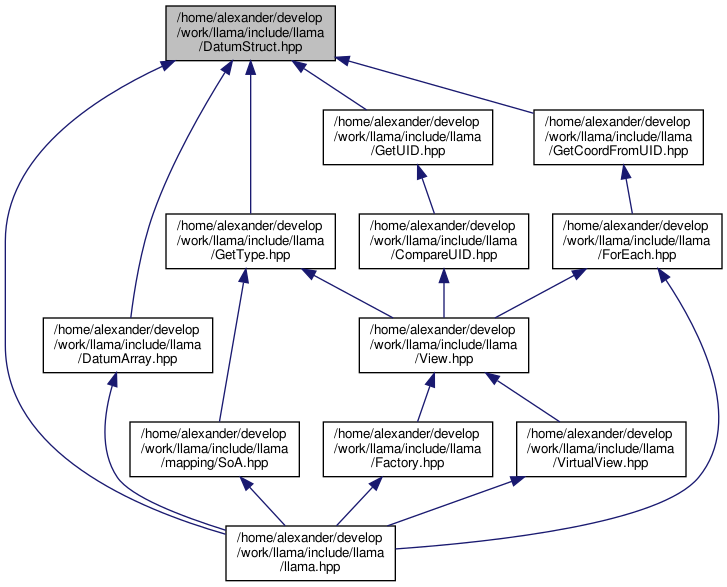 /home/alexander/develop
/work/llama/include/llama
/DatumStruct.hpp
/home/alexander/develop
/work/llama/include/llama
/GetUID.hpp
/home/alexander/develop
/work/llama/include/llama
/GetCoordFromUID.hpp
/home/alexander/develop
/work/llama/include/llama
/GetType.hpp
/home/alexander/develop
/work/llama/include/llama
/CompareUID.hpp
/home/alexander/develop
/work/llama/include/llama
/ForEach.hpp
/home/alexander/develop
/work/llama/include/llama
/DatumArray.hpp
/home/alexander/develop
/work/llama/include/llama
/View.hpp
/home/alexander/develop
/work/llama/include/llama
/mapping/SoA.hpp
/home/alexander/develop
/work/llama/include/llama
/Factory.hpp
/home/alexander/develop
/work/llama/include/llama
/VirtualView.hpp
/home/alexander/develop
/work/llama/include/llama
/llama.hpp